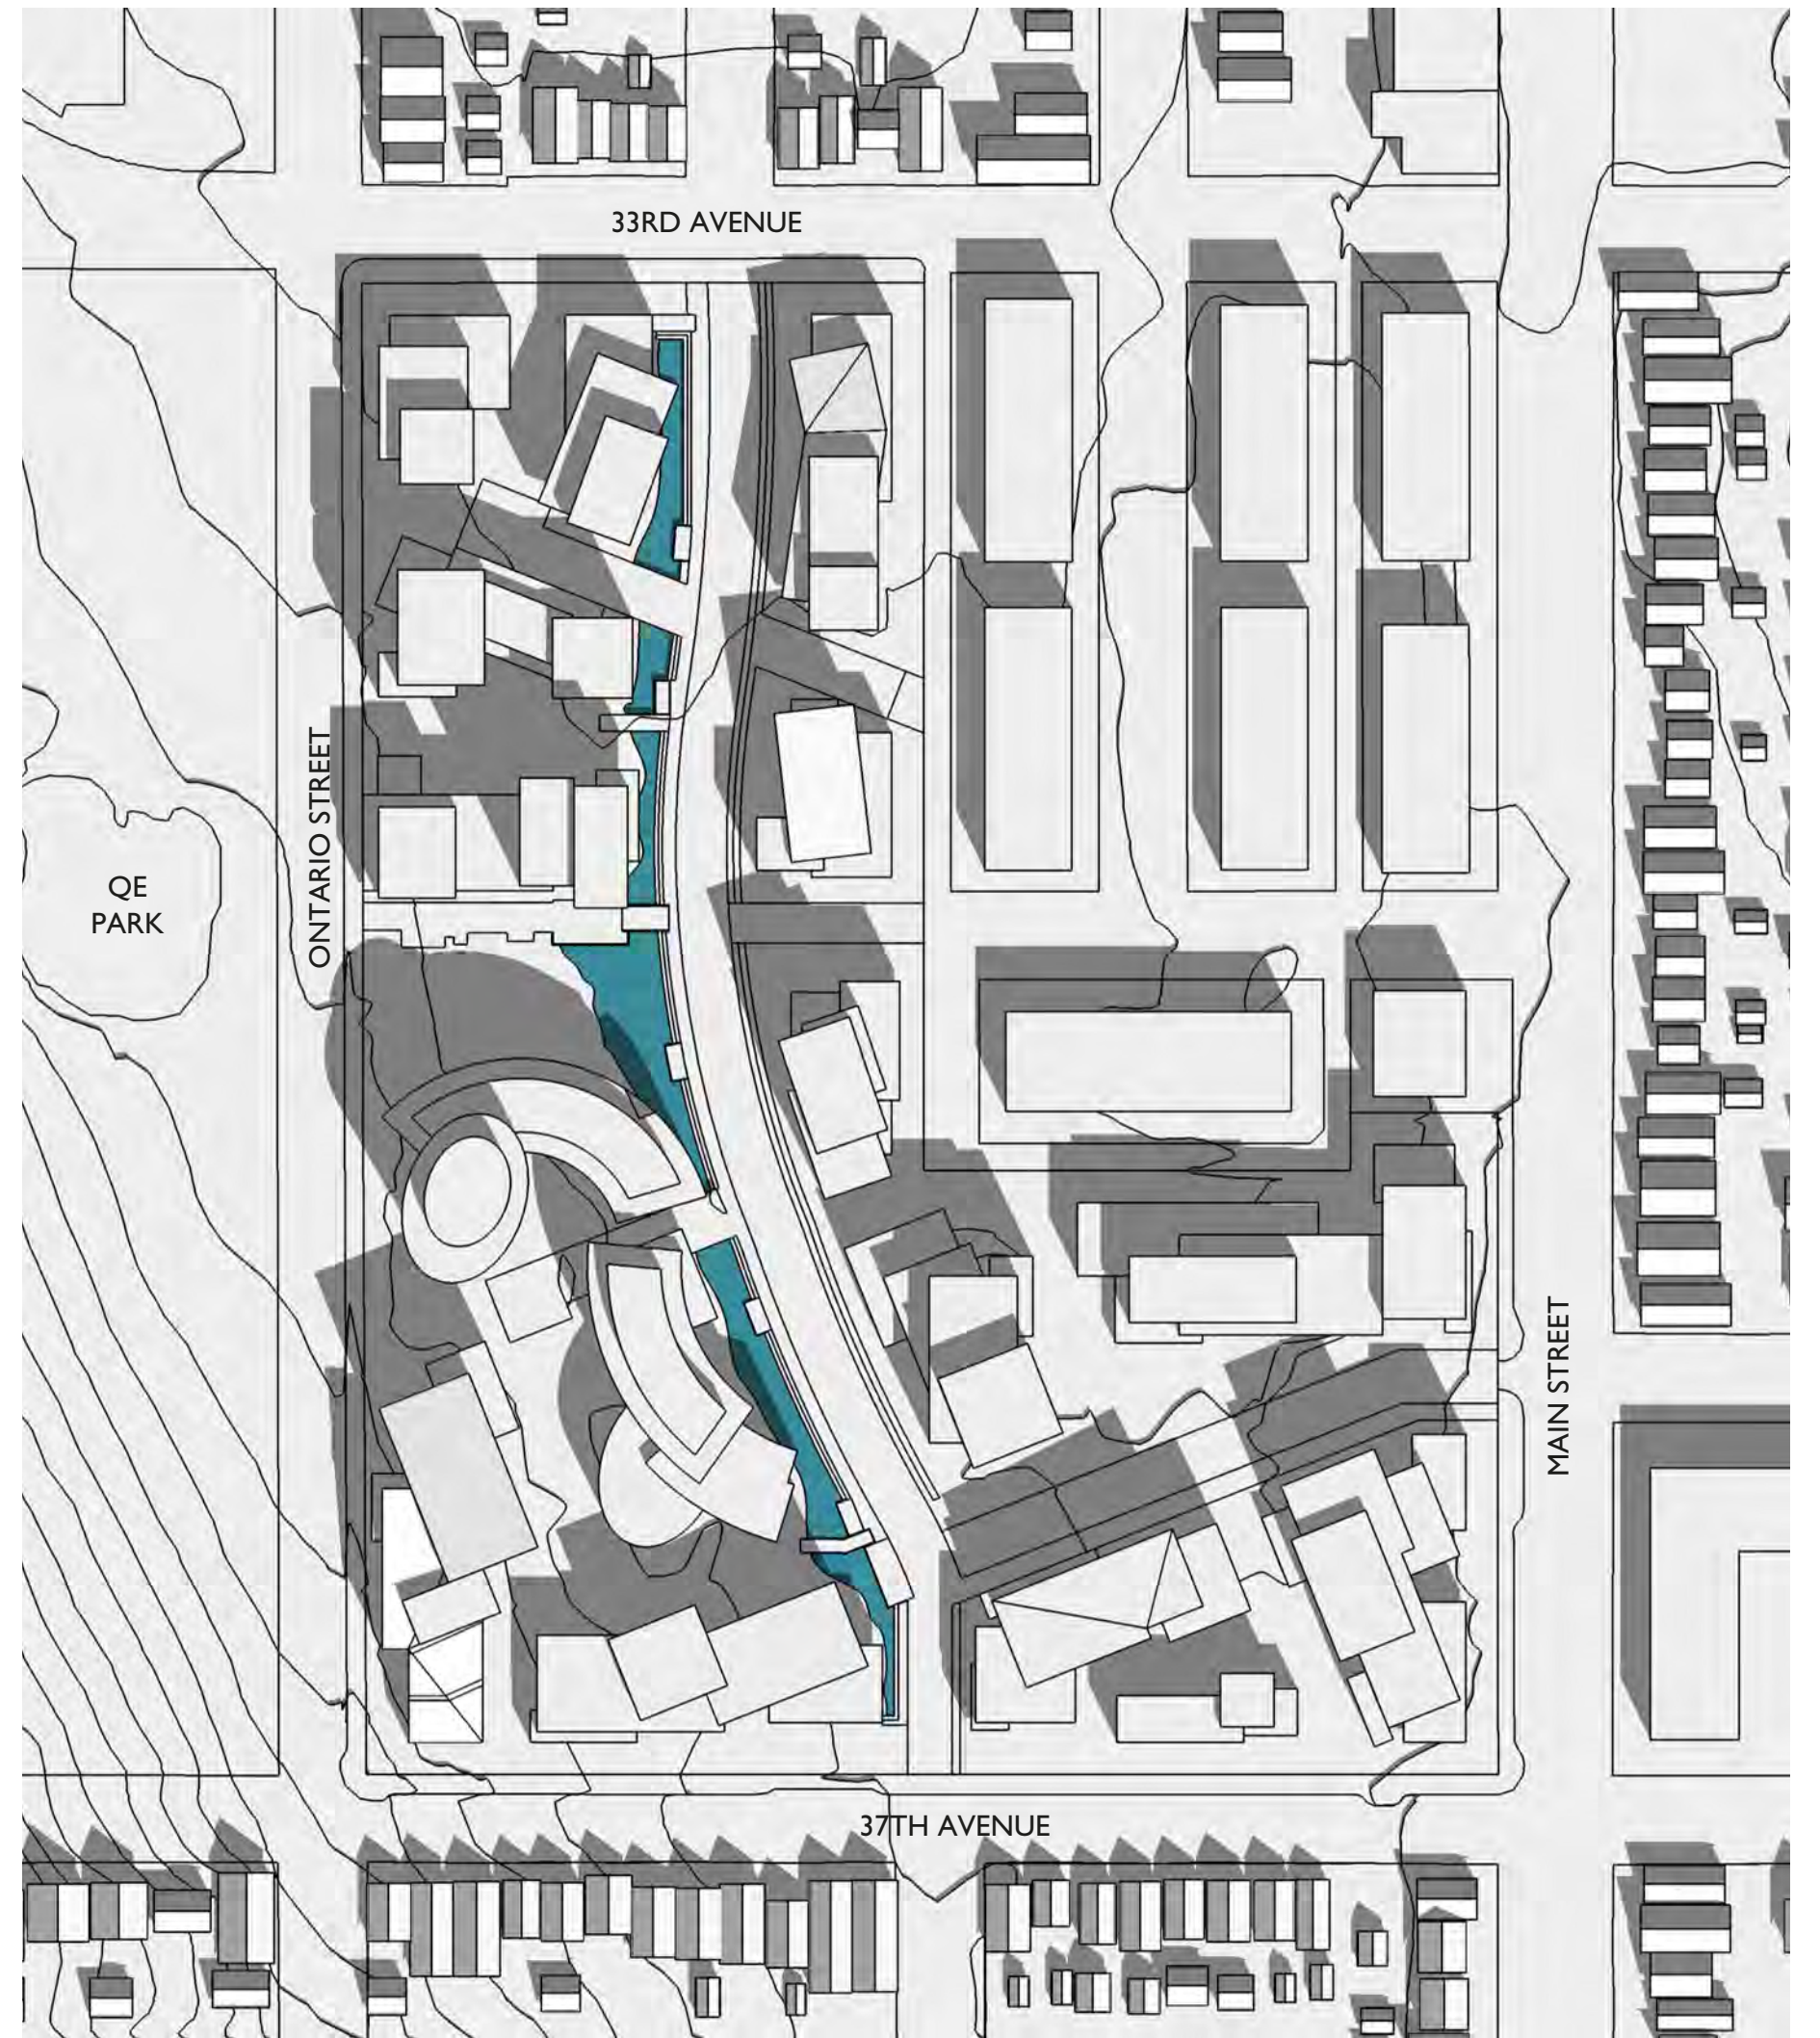 33RD AVENUE
ONTARIO STREET
QE
PARK
MAIN STREET
37TH AVENUE